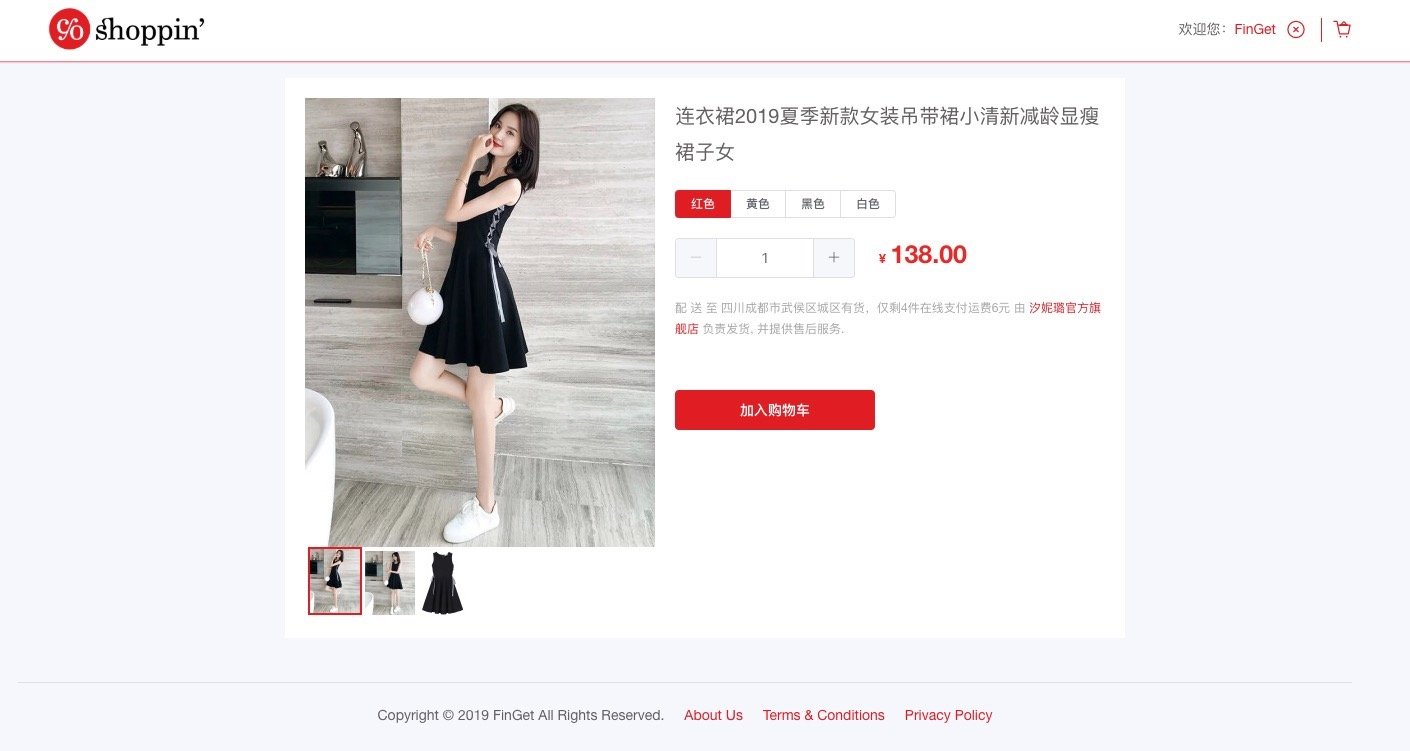 shoppin’
欢迎您：FinGet
连衣裙2019夏季新款女装吊带裙小清新减龄显瘦
裙子女
红色 黄色 黑色 白色
1
¥ 138.00
配 送 至 四川成都市武侯区城区有货，仅剩4件在线支付运费6元 由 汐妮璐官方旗
舰店 负责发货, 并提供售后服务.
加入购物车
Copyright © 2019 FinGet All Rights Reserved. About Us Terms & Conditions Privacy Policy